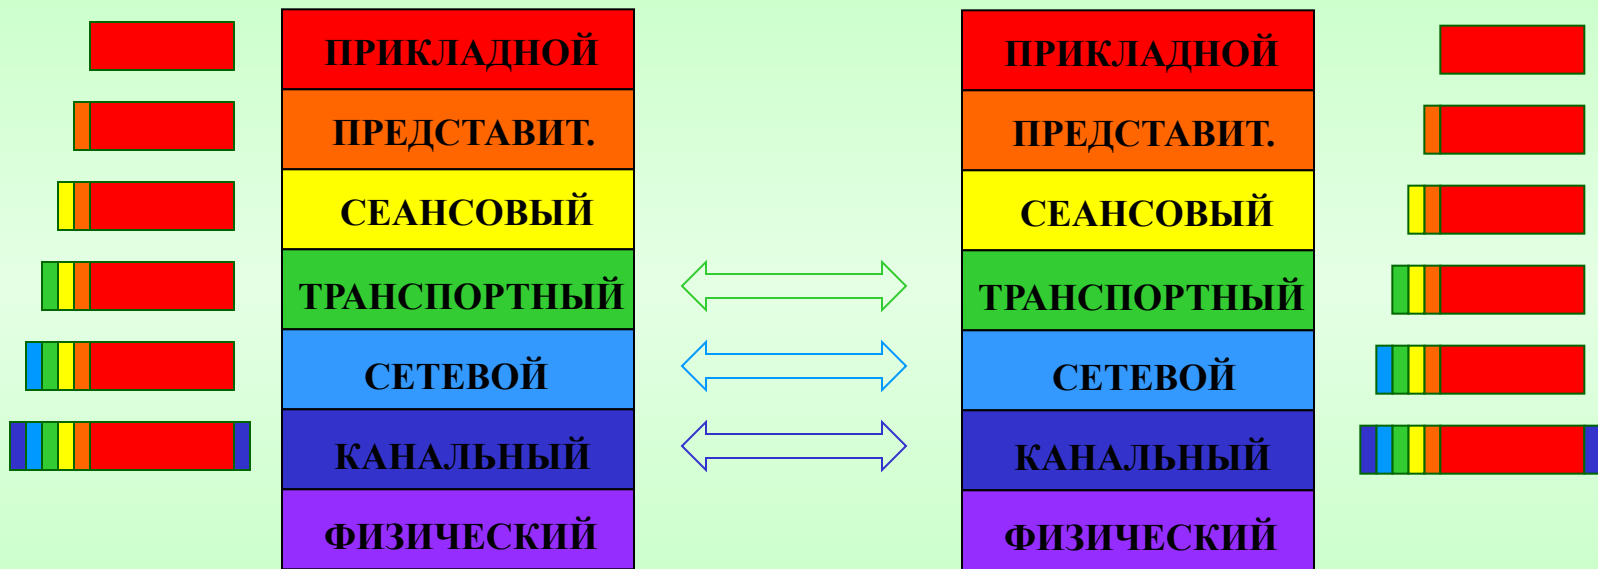 ПРИКЛАДНОЙ
ПРЕДСТАВИТ.
СЕАНСОВЫЙ
ТРАНСПОРТНЫЙ
СЕТЕВОЙ
КАНАЛЬНЫЙ
ФИЗИЧЕСКИЙ
ПРИКЛАДНОЙ
ПРЕДСТАВИТ.
СЕАНСОВЫЙ
ТРАНСПОРТНЫЙ
СЕТЕВОЙ
КАНАЛЬНЫЙ
ФИЗИЧЕСКИЙ